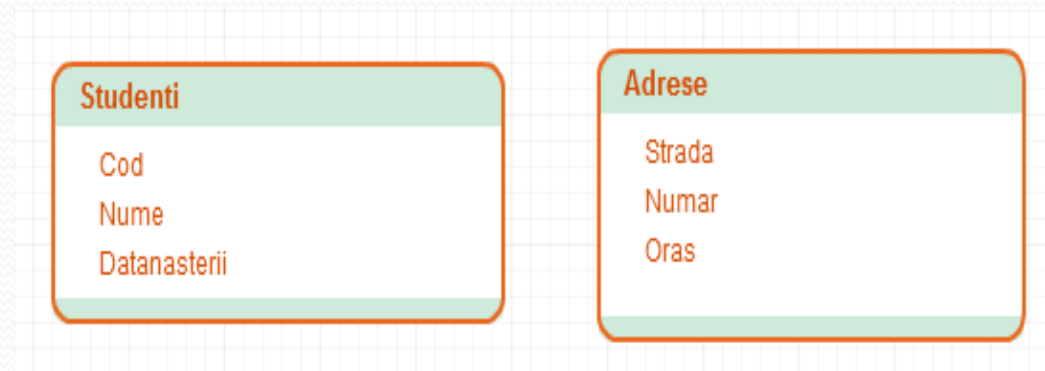 Studenti
Cod
Nume
Datanasterii
Adrese
Strada
Numar
Oras